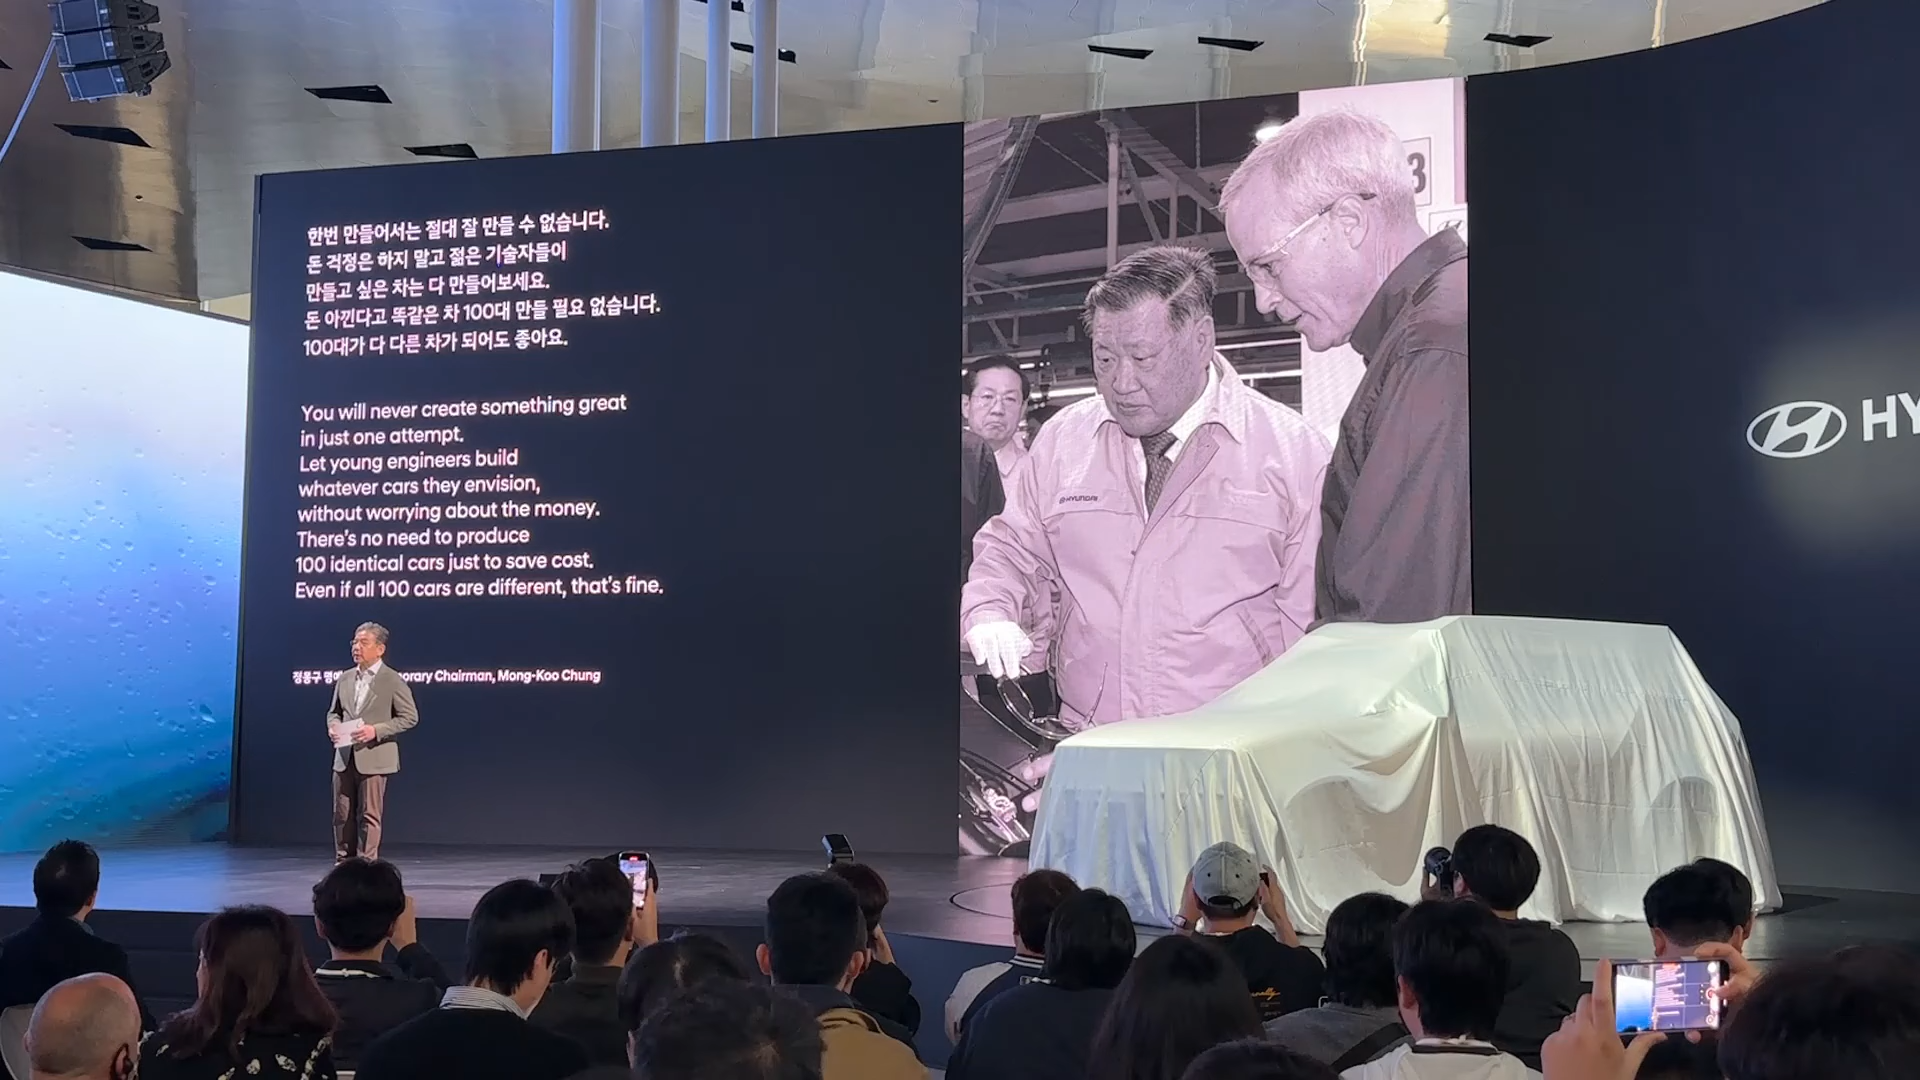 한번 만들어서는 절대 잘 만들 수 없습니다.
돈 걱정은 하지 말고 젊은 기술자들이
만들고 싶은 차는 다 만들어보세요.
돈 아낀다고 똑같은 차 100대 만들 필요 없습니다.
100대가 다 다른 차가 되어도 좋아요.
You will never create something great
in just one attempt.
Let young engineers build
whatever cars they envision,
without worrying about the money.
There's no need to produce
100 identical cars just to save cost.
Even if all 100 cars are different, that's fine.
정몽구 Chairman, Mong-Koo Chung
HYUNDAI
3
HY